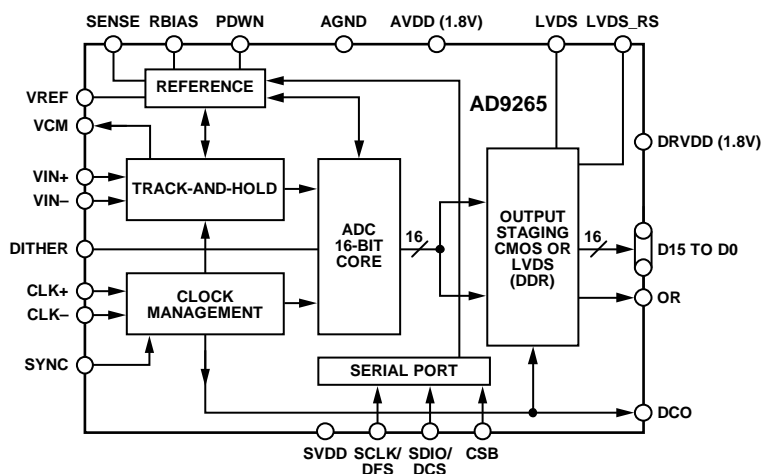 SENSE RBIAS PDWN AGND AVDD (1.8V) LVDS LVDS_RS
REFERENCE
AD9265
VREF
VCM
DRVDD (1.8V)
VIN+
TRACK-AND-HOLD
VIN–
ADC
16-BIT
CORE
16
OUTPUT
STAGING
CMOS OR
LVDS
(DDR)
16
D15 TO D0
DITHER
CLK+
CLOCK
MANAGEMENT
CLK–
OR
SYNC
SERIAL PORT
DCO
SVDD SCLK/
DFS
SDIO/
DCS
CSB